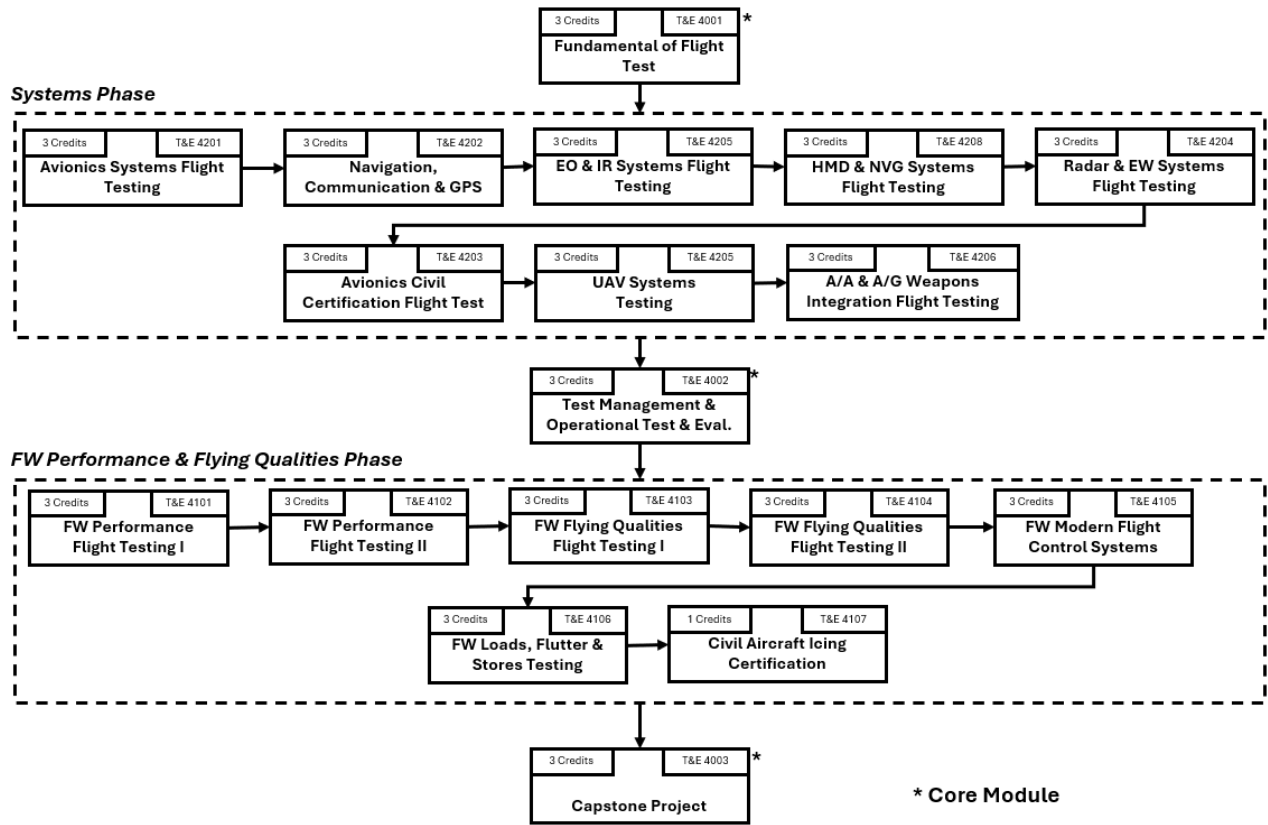 3 Credits
T&E 4001
*
Fundamental of Flight
Test
Systems Phase
3 Credits
T&E 4201
Avionics Systems Flight
Testing
3 Credits
T&E 4202
Navigation,
Communication & GPS
3 Credits
T&E 4205
EO & IR Systems Flight
Testing
3 Credits
T&E 4208
HMD & NVG Systems
Flight Testing
3 Credits
T&E 4204
Radar & EW Systems
Flight Testing
3 Credits
T&E 4203
Avionics Civil
Certification Flight Test
3 Credits
T&E 4205
UAV Systems
Testing
3 Credits
T&E 4206
A/A & A/G Weapons
Integration Flight Testing
3 Credits
T&E 4002
*
Test Management &
Operational Test & Eval.
FW Performance & Flying Qualities Phase
3 Credits
T&E 4101
FW Performance
Flight Testing I
3 Credits
T&E 4102
FW Performance
Flight Testing II
3 Credits
T&E 4103
FW Flying Qualities
Flight Testing I
3 Credits
T&E 4104
FW Flying Qualities
Flight Testing II
3 Credits
T&E 4105
FW Modern Flight
Control Systems
3 Credits
T&E 4106
FW Loads, Flutter &
Stores Testing
1 Credits
T&E 4107
Civil Aircraft Icing
Certification
3 Credits
T&E 4003
*
Capstone Project
* Core Module